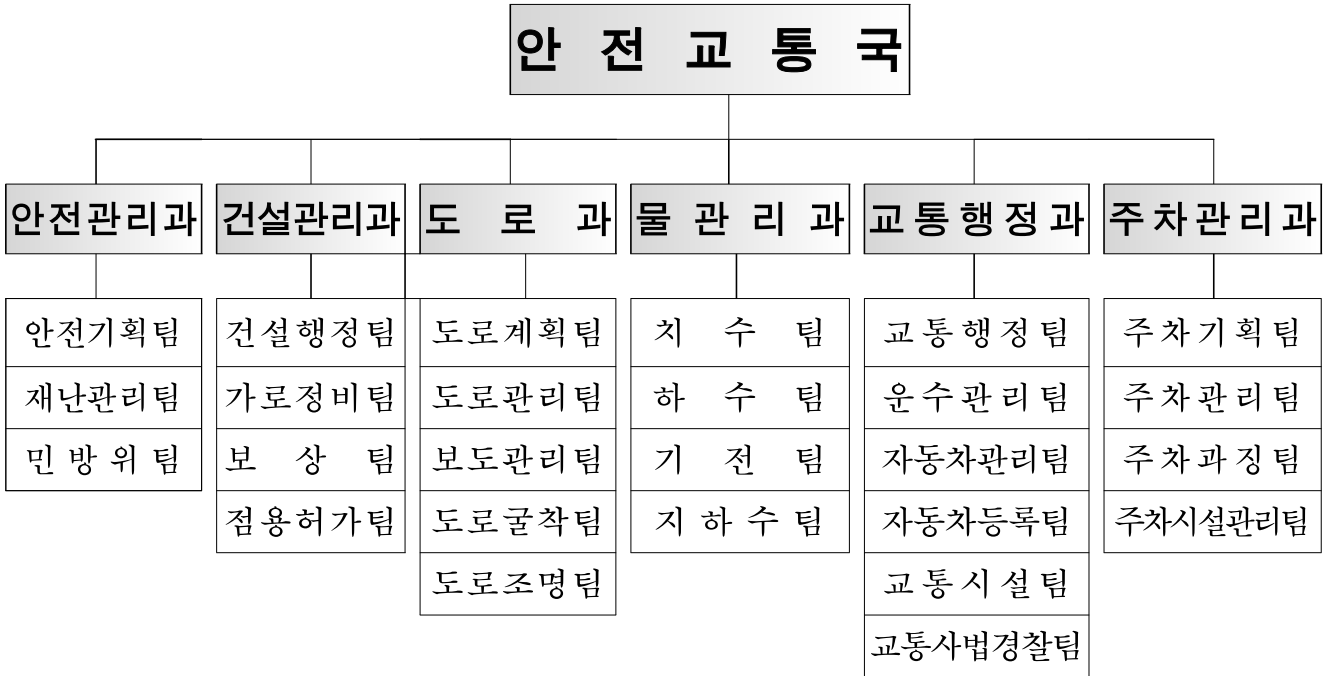 안전교통국
안전관리과
건설관리과
도로과
물관리과
교통행정과
주차관리과
안전기획팀
재난관리팀
민방위팀
건설행정팀
가로정비팀
보상팀
점용허가팀
도로계획팀
도로관리팀
보도관리팀
도로굴착팀
도로조명팀
치수팀
하수팀
기전팀
지하수팀
교통행정팀
운수관리팀
자동차관리팀
자동차등록팀
교통시설팀
교통사법경찰팀
주차기획팀
주차관리팀
주차과징팀
주차시설관리팀